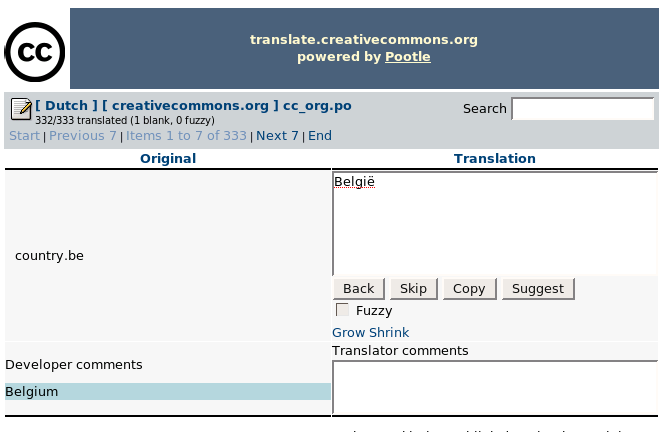 cc
translate.creativecommons.org
powered by Pootle
[ Dutch ] [ creativecommons.org ] cc_org.po
332/333 translated (1 blank, 0 fuzzy)
Start | Previous 7 | Items 1 to 7 of 333 | Next 7 | End
Search
Original
Translation
country.be
België
Back Skip Copy Suggest
Fuzzy
Grow Shrink
Developer comments
Belgium
Translator comments